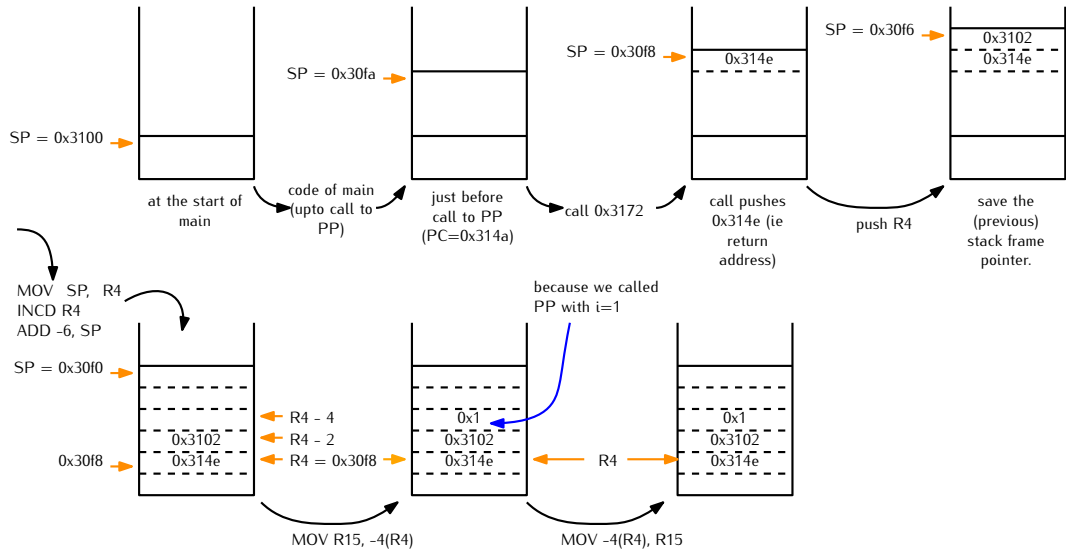 SP = 0x3100
at the start of
main
code of main
(upto call to
PP)
SP = 0x30fa
just before
call to PP
(PC=0x314a)
call 0x3172
SP = 0x30f8
0x314e
call pushes
0x314e (ie
return
address)
push R4
SP = 0x30f6
0x3102
0x314e
save the
(previous)
stack frame
pointer.
MOV SP, R4
INCD R4
ADD -6, SP
SP = 0x30f0
0x30f8
0x3102
0x314e
R4 - 4
R4 - 2
R4 = 0x30f8
MOV R15, -4(R4)
because we called
PP with i=1
0x1
0x3102
0x314e
R4
MOV -4(R4), R15
0x1
0x3102
0x314e